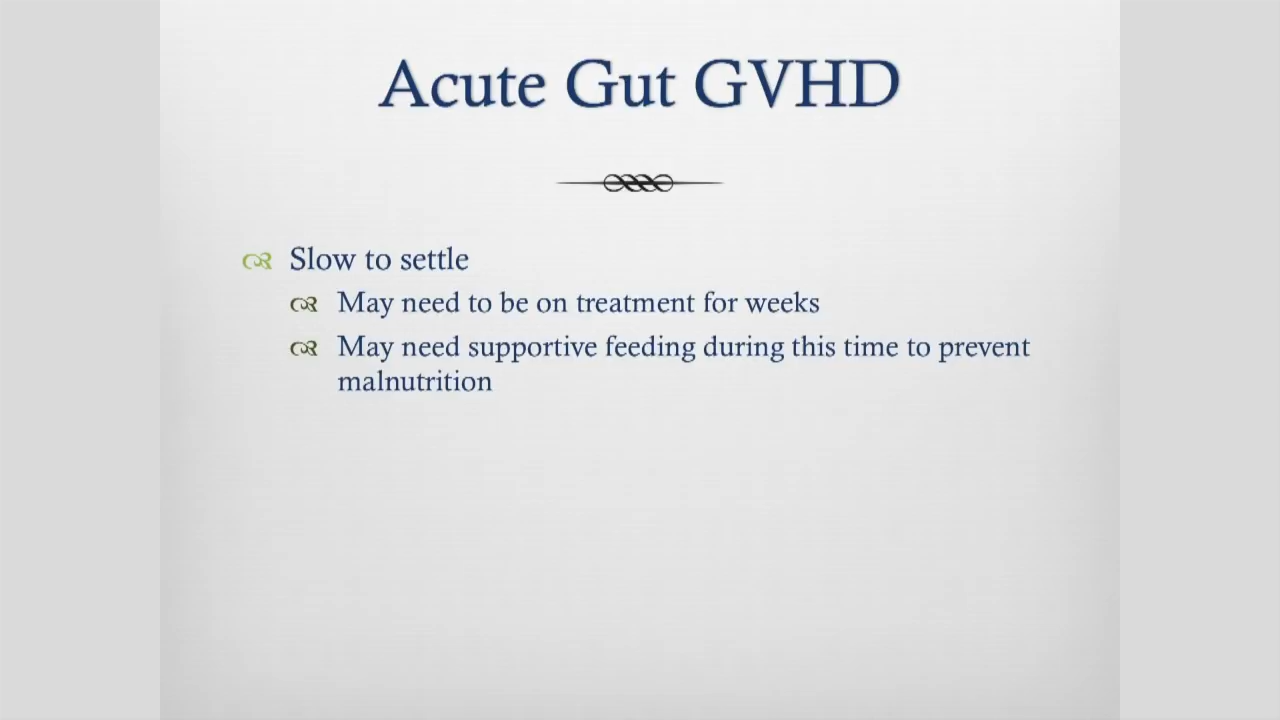 Acute Gut GVHD
Slow to settle
May need to be on treatment for weeks
May need supportive feeding during this time to prevent
malnutrition